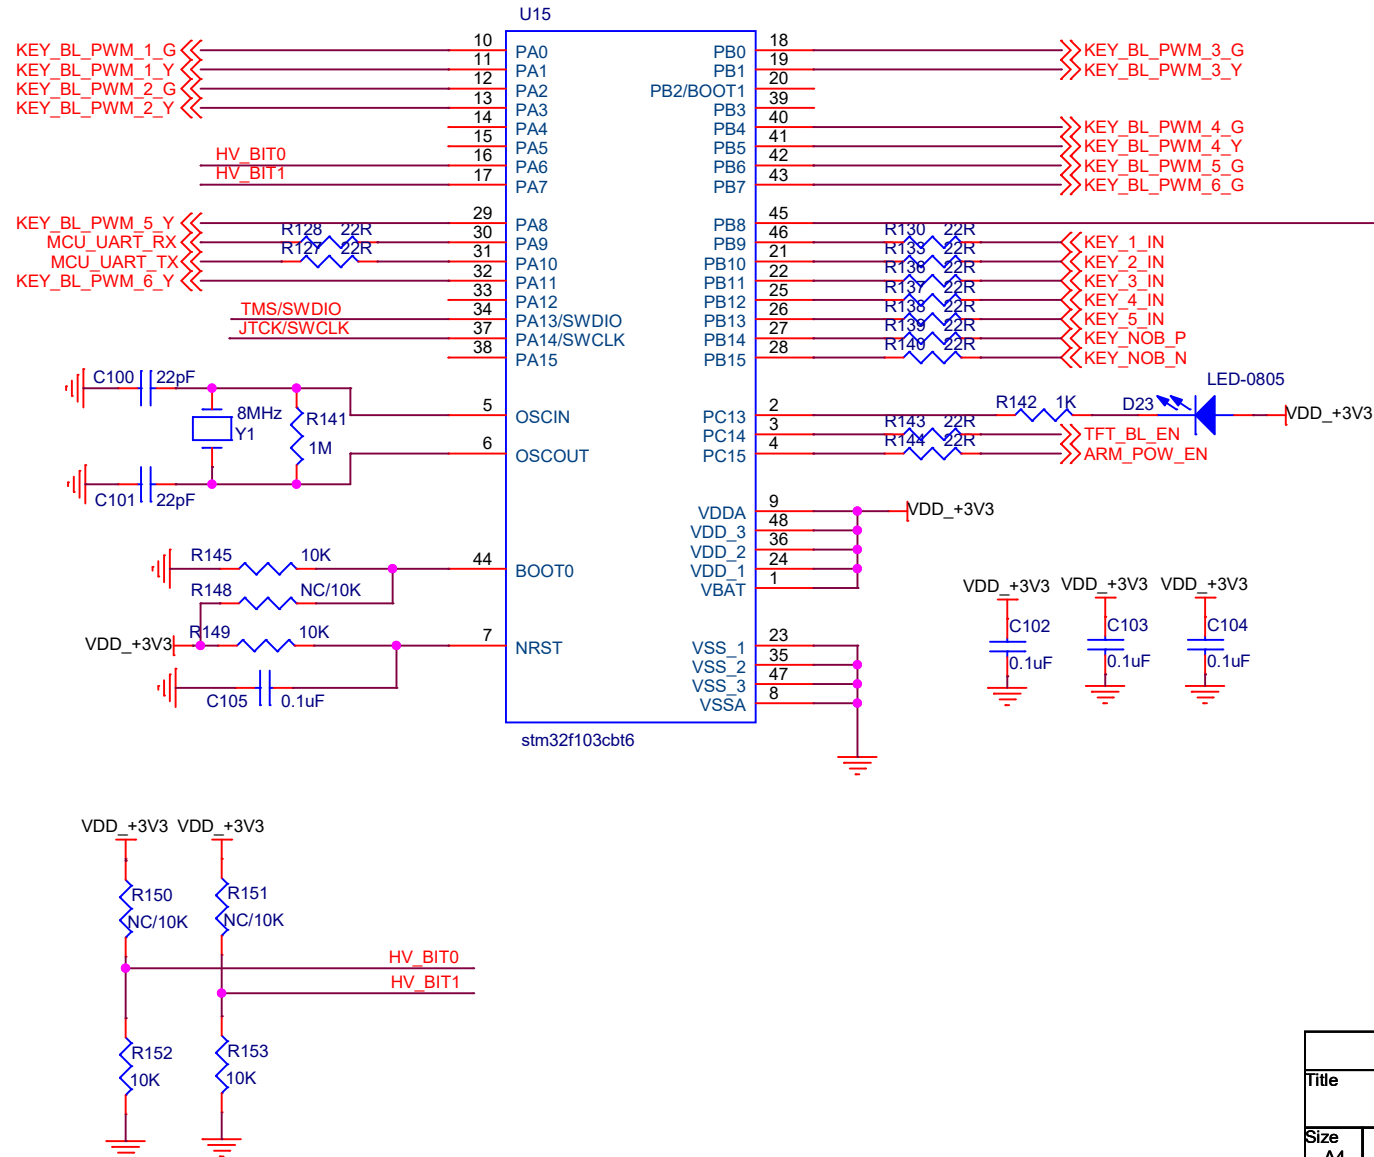 U15
KEY_BL_PWM_1_G 10 PA0 PB0 18 KEY_BL_PWM_3_G
KEY_BL_PWM_1_Y 11 PA1 PB1 19 KEY_BL_PWM_3_Y
KEY_BL_PWM_2_G 12 PA2 PB2/BOOT1 20
KEY_BL_PWM_2_Y 13 PA3 PB3 39
14 PA4 PB4 40 KEY_BL_PWM_4_G
15 PA5 PB5 41 KEY_BL_PWM_4_Y
HV_BIT0 16 PA6 PB6 42 KEY_BL_PWM_5_G
HV_BIT1 17 PA7 PB7 43 KEY_BL_PWM_6_G
KEY_BL_PWM_5_Y 29 PA8 PB8 45
MCU_UART_RX R128 22R 30 PA9 PB9 46 R130 22R KEY_1_IN
MCU_UART_TX R127 22R 31 PA10 PB10 21 R133 22R KEY_2_IN
KEY_BL_PWM_6_Y 32 PA11 PB11 22 R136 22R KEY_3_IN
33 PA12 PB12 25 R137 22R KEY_4_IN
TMS/SWDIO 34 PA13/SWDIO PB13 26 R138 22R KEY_5_IN
JTCK/SWCLK 37 PA14/SWCLK PB14 27 R139 22R KEY_NOB_P
38 PA15 PB15 28 R140 22R KEY_NOB_N
C100 22pF LED-0805
8MHz Y1 R141 1M 5 OSCIN PC13 2 R142 1K D23 VDD_+3V3
PC14 3 R143 22R TFT_BL_EN
6 OSCOUT PC15 4 R144 22R ARM_POW_EN
C101 22pF
VDDA 9 VDD_+3V3
VDD_3 48
VDD_2 36
R145 10K 44 BOOT0 VDD_1 24
R148 NC/10K VBAT 1
VDD_+3V3 VDD_+3V3 VDD_+3V3
C102 C103 C104
0.1uF 0.1uF 0.1uF
VDD_+3V3 R149 10K 7 NRST VSS_1 23
VSS_2 35
VSS_3 47
C105 0.1uF VSSA 8
stm32f103cbt6
VDD_+3V3 VDD_+3V3
R150 R151
NC/10K NC/10K
HV_BIT0
HV_BIT1
R152 R153
10K 10K
Title
Size
A4